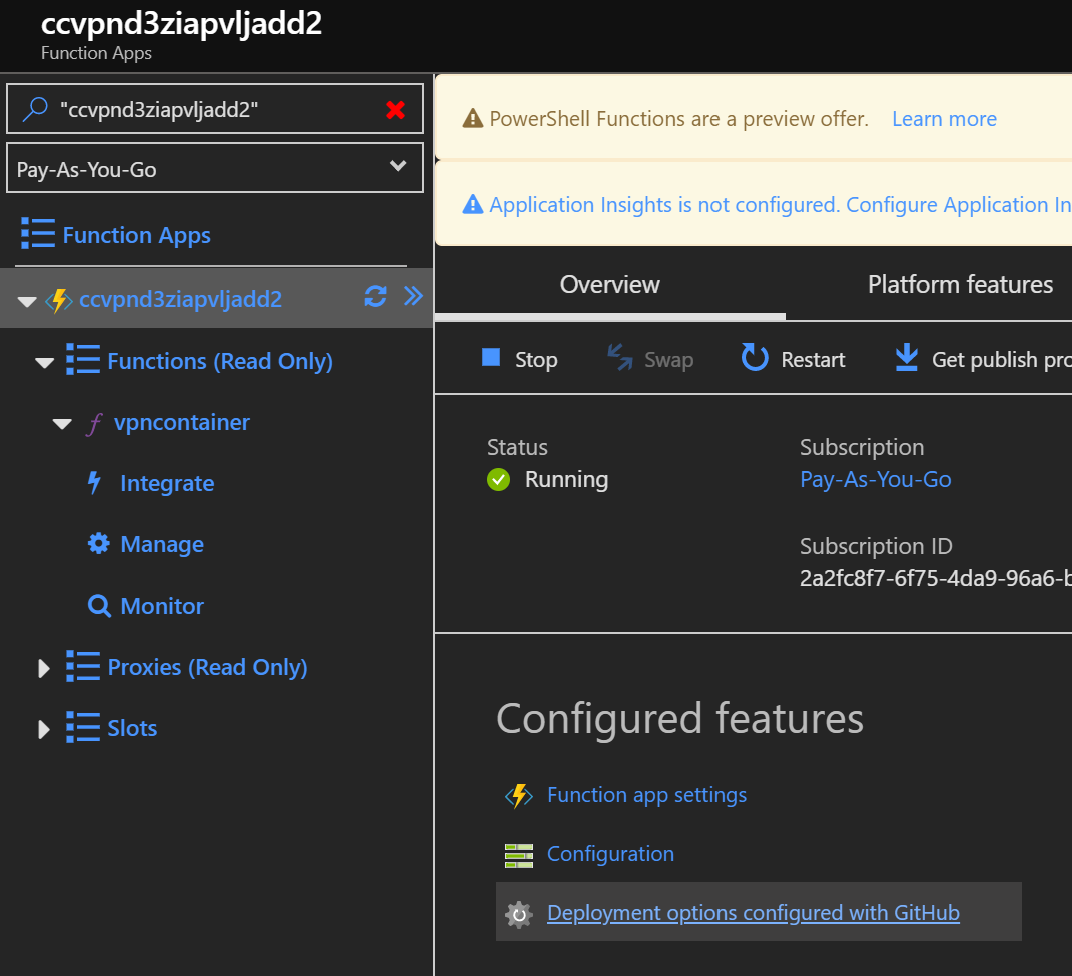 ccvpnd3ziapvljadd2
Function Apps
"ccvpnd3ziapvljadd2"
Pay-As-You-Go
Function Apps
ccvpnd3ziapvljadd2
Functions (Read Only)
vpncontainer
Integrate
Manage
Monitor
Proxies (Read Only)
Slots
PowerShell Functions are a preview offer. Learn more
Application Insights is not configured. Configure Application In
Overview Platform features
Stop Swap Restart Get publish pro
Status Subscription
Running Pay-As-You-Go
Subscription ID
2a2fc8f7-6f75-4da9-96a6-b
Configured features
Function app settings
Configuration
Deployment options configured with GitHub